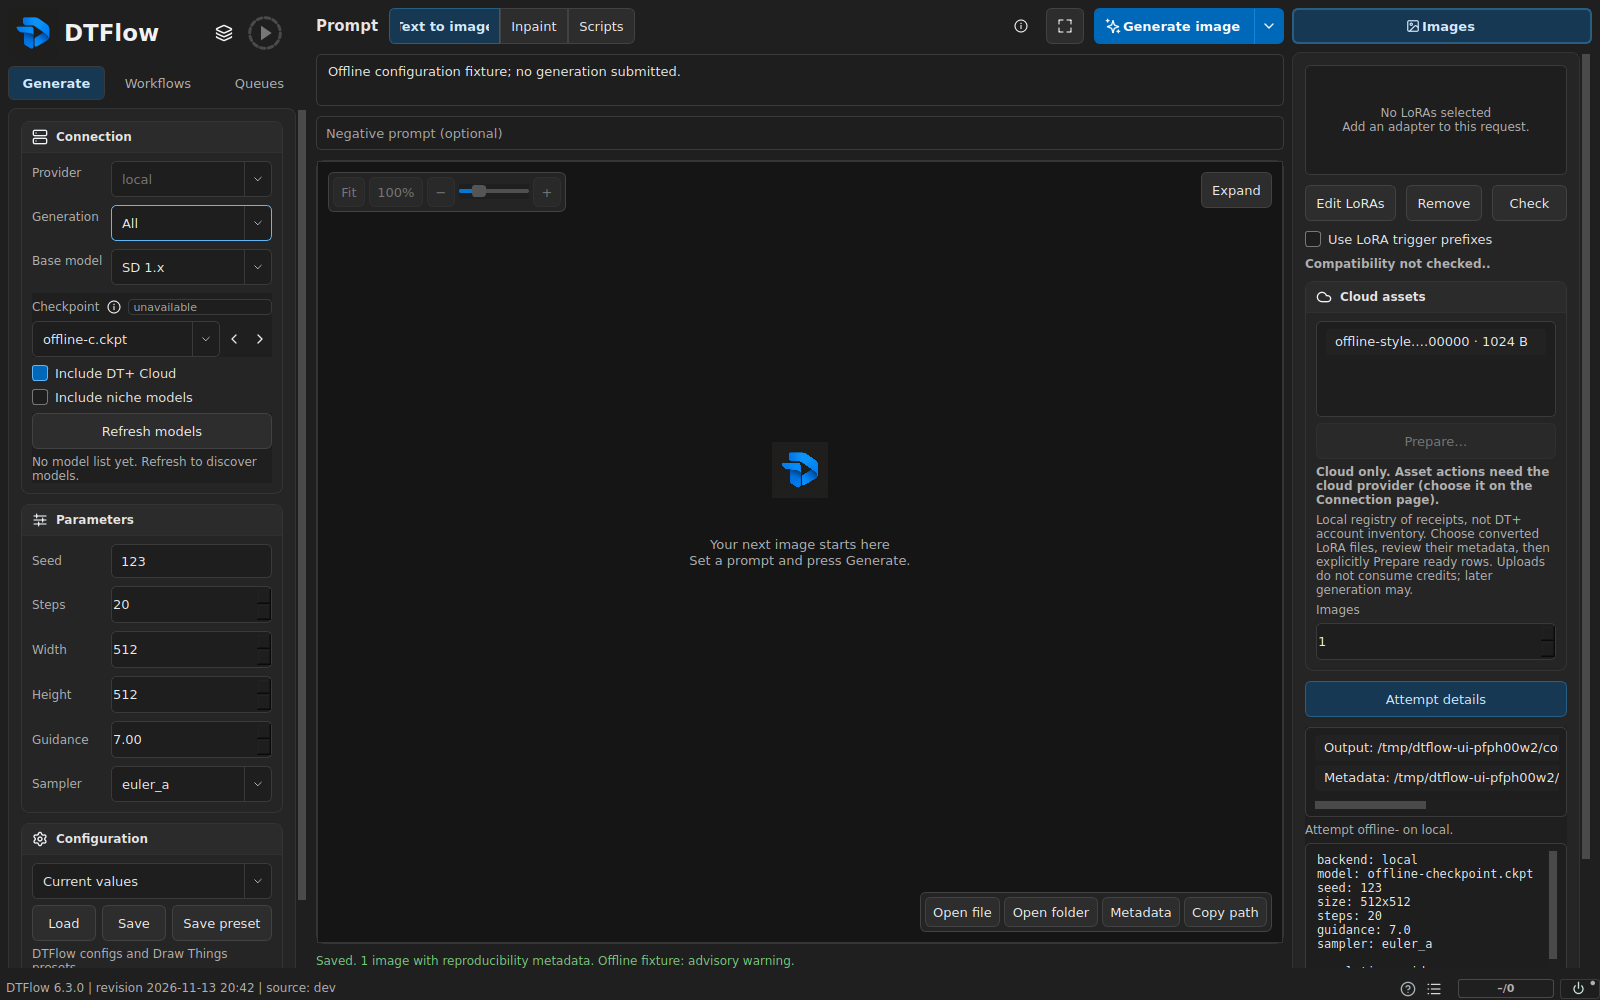 DTFlow
Generate
Workflows
Queues
Connection
Provider
local
Generation
All
Base model
SD 1.x
Checkpoint
unavailable
offline-c.ckpt
Include DT+ Cloud
Include niche models
Refresh models
No model list yet. Refresh to discover
models.
Parameters
Seed
123
Steps
20
Width
512
Height
512
Guidance
7.00
Sampler
euler_a
Configuration
Current values
Load
Save
Save preset
DTFlow configs and Draw Things
presets
Prompt
Text to image
Inpaint
Scripts
Generate image
Offline configuration fixture; no generation submitted.
Negative prompt (optional)
Fit
100%
−
+
Expand
Your next image starts here
Set a prompt and press Generate.
Open file
Open folder
Metadata
Copy path
Saved. 1 image with reproducibility metadata. Offline fixture: advisory warning.
Images
No LoRAs selected
Add an adapter to this request.
Edit LoRAs
Remove
Check
Use LoRA trigger prefixes
Compatibility not checked..
Cloud assets
offline-style....00000 · 1024 B
Prepare...
Cloud only. Asset actions need the
cloud provider (choose it on the
Connection page).
Local registry of receipts, not DT+
account inventory. Choose converted
LoRA files, review their metadata, then
explicitly Prepare ready rows. Uploads
do not consume credits; later
generation may.
Images
1
Attempt details
Output: /tmp/dtflow-ui-pfph00w2/co
Metadata: /tmp/dtflow-ui-pfph00w2/
Attempt offline- on local.
backend: local
model: offline-checkpoint.ckpt
seed: 123
size: 512x512
steps: 20
guidance: 7.0
sampler: euler_a
DTFlow 6.3.0 | revision 2026-11-13 20:42 | source: dev
–/0